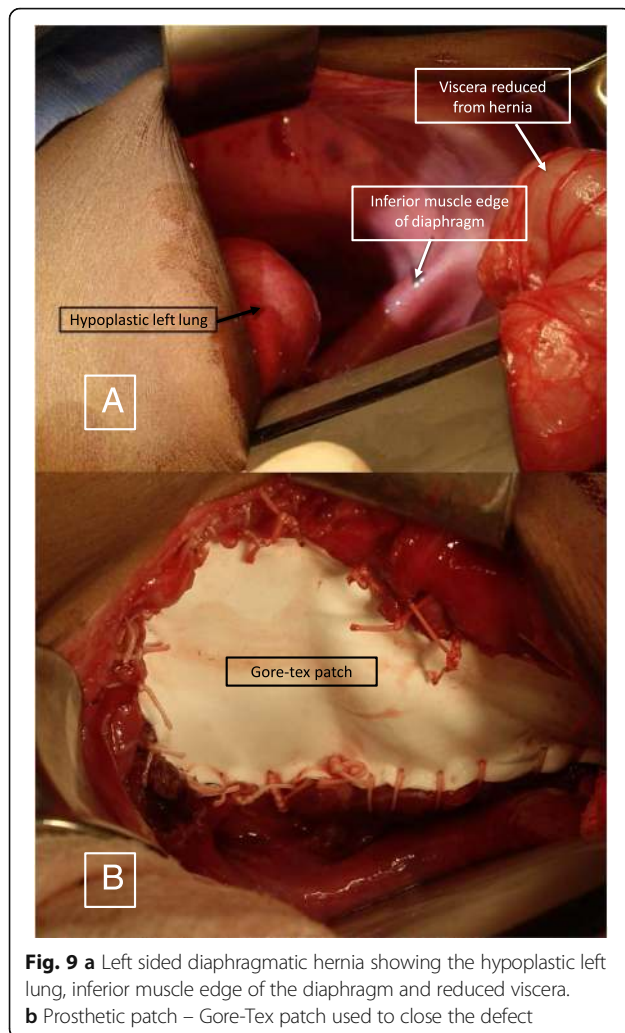 Viscera reduced
from hernia
Inferior muscle edge
of diaphragm
Hypoplastic left lung
A
Gore-tex patch
B
Fig. 9 a Left sided diaphragmatic hernia showing the hypoplastic left
lung, inferior muscle edge of the diaphragm and reduced viscera.
b Prosthetic patch – Gore-Tex patch used to close the defect